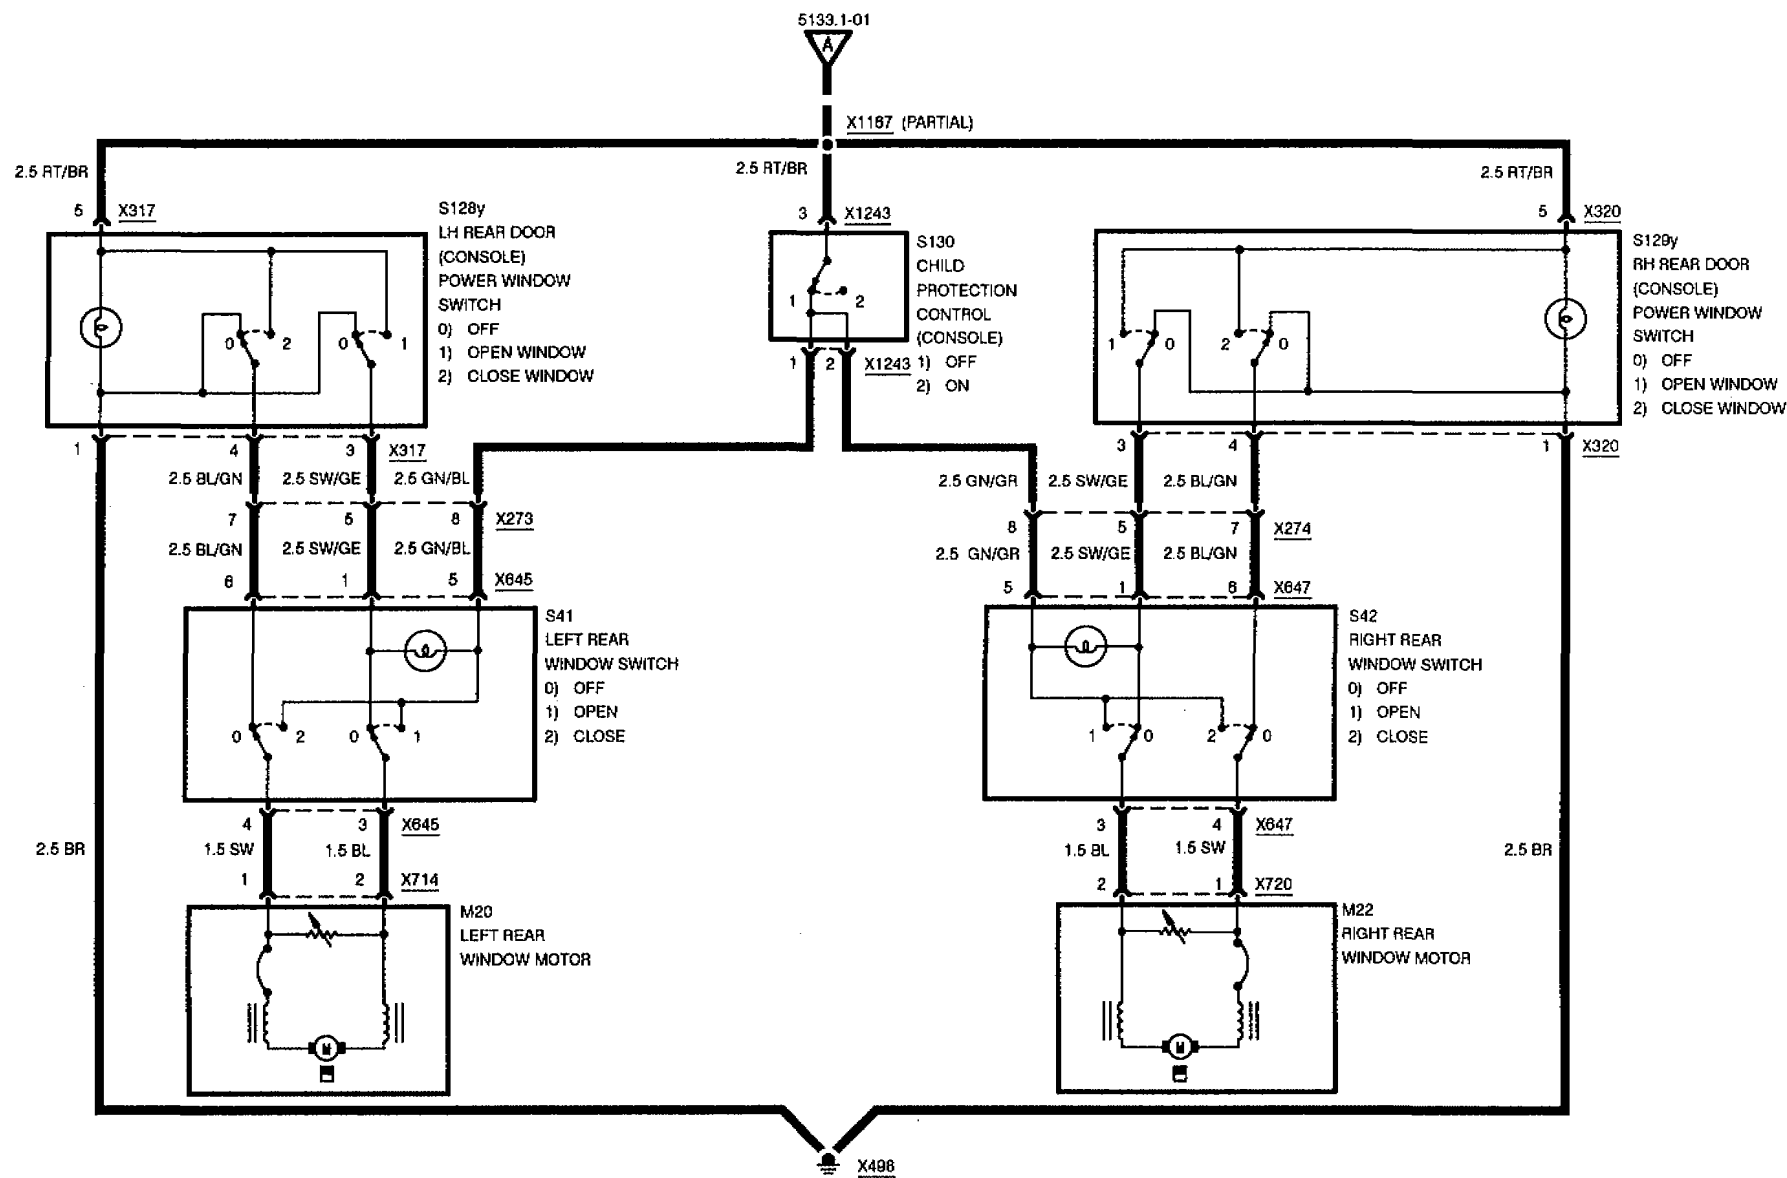 5133.1-01
A
X1187 (PARTIAL)
2.5 RT/BR
2.5 RT/BR
2.5 RT/BR
5 X317
3 X1243
5 X320
S128y
LH REAR DOOR
(CONSOLE)
POWER WINDOW
SWITCH
0) OFF
1) OPEN WINDOW
2) CLOSE WINDOW
0 2 0 1
S130
CHILD
PROTECTION
CONTROL
(CONSOLE)
1) OFF
2) ON
1 2
1 2 X1243
S129y
RH REAR DOOR
(CONSOLE)
POWER WINDOW
SWITCH
0) OFF
1) OPEN WINDOW
2) CLOSE WINDOW
1 0 2 0
1 4 3 X317
3 4 1 X320
2.5 BL/GN 2.5 SW/GE 2.5 GN/BL
2.5 GN/GR 2.5 SW/GE 2.5 BL/GN
7 5 8 X273
8 5 7 X274
2.5 BL/GN 2.5 SW/GE 2.5 GN/BL
2.5 GN/GR 2.5 SW/GE 2.5 BL/GN
6 1 5 X645
5 1 6 X647
S41
LEFT REAR
WINDOW SWITCH
0) OFF
1) OPEN
2) CLOSE
0 2 0 1
S42
RIGHT REAR
WINDOW SWITCH
0) OFF
1) OPEN
2) CLOSE
1 0 2 0
4 3 X645
3 4 X647
2.5 BR
1.5 SW 1.5 BL
1.5 BL 1.5 SW
2.5 BR
1 2 X714
2 1 X720
M20
LEFT REAR
WINDOW MOTOR
M
M22
RIGHT REAR
WINDOW MOTOR
M
X498